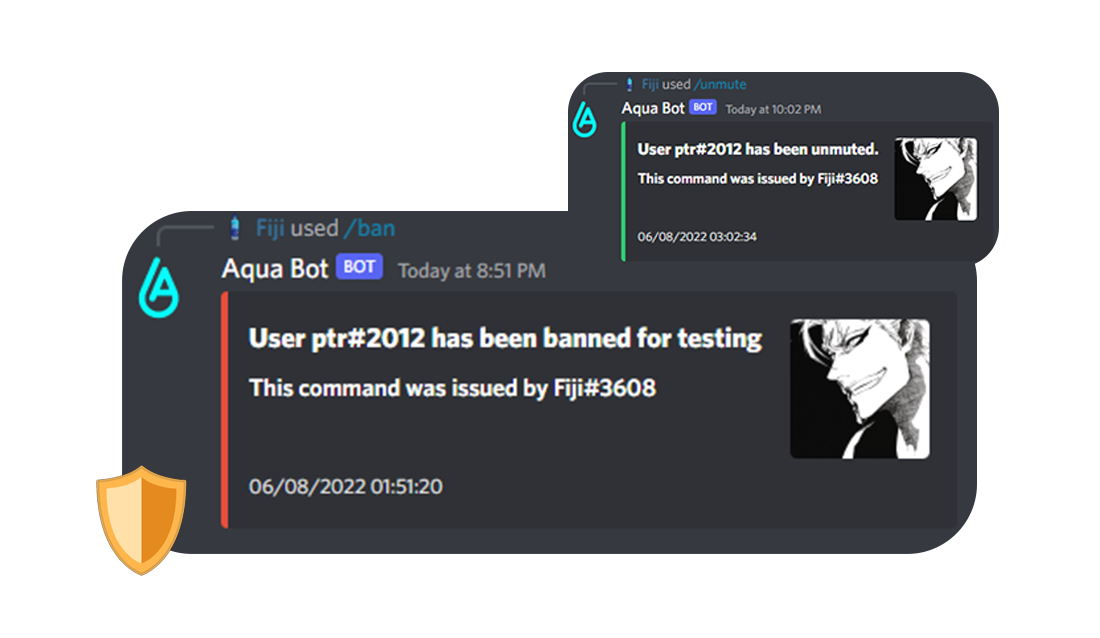 Fiji used /unmute
Aqua Bot BOT Today at 10:02 PM
User ptr#2012 has been unmuted.
This command was issued by Fiji#3608
06/08/2022 03:02:34
Fiji used /ban
Aqua Bot BOT Today at 8:51 PM
User ptr#2012 has been banned for testing
This command was issued by Fiji#3608
06/08/2022 01:51:20